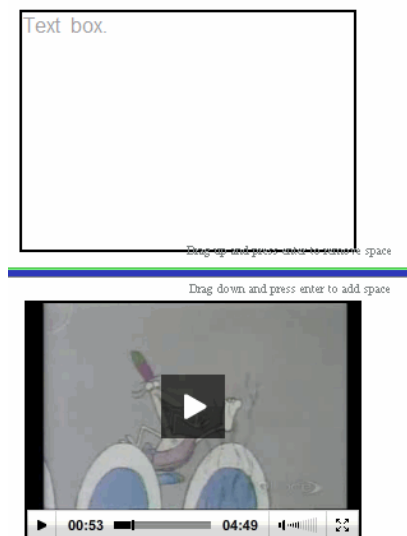 Text box.
Drag up and press enter to remove space
Drag down and press enter to add space
00:53 04:49